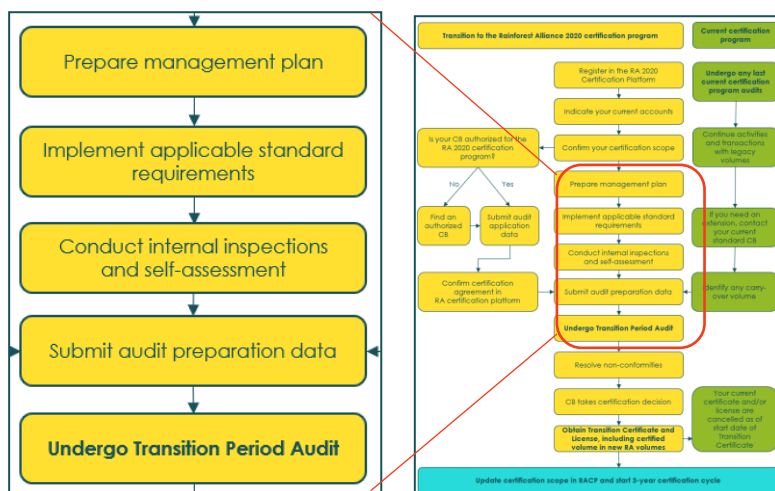 Prepare management plan
Implement applicable standard
requirements
Conduct internal inspections
and self-assessment
Submit audit preparation data
Undergo Transition Period Audit
Transition to the Rainforest Alliance 2020 certification program
Current certification
program
Register in the RA 2020
Certification Platform
Undergo any last
current certification
program audits
Indicate your current accounts
Is your CB authorized for the
RA 2020 certification
program?
Confirm your certification scope
Continue activities
and transactions
with legacy
volumes
No
Yes
Prepare management plan
Find an
authorized
CB
Submit audit
application
data
Implement applicable standard
requirements
If you need an
extension, contact
your current
standard CB
Conduct internal inspections
and self-assessment
Confirm certification
agreement in
RA certification platform
Submit audit preparation data
Identify any carry-
over volume
Undergo Transition Period Audit
Resolve non-conformities
CB takes certification decision
Your current
certificate and/or
license are
cancelled as of
start date of
Transition
Certificate
Obtain Transition Certificate and
License, including certified
volume in new RA volumes
Update certification scope in RACP and start 3-year certification cycle